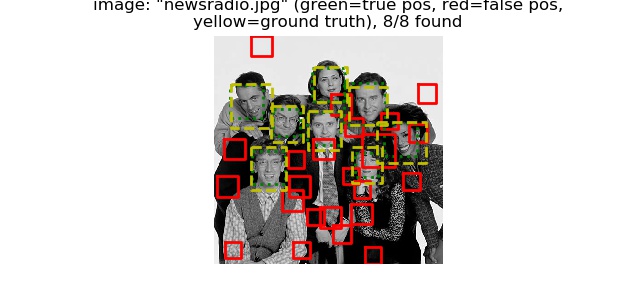 image: "newsradio.jpg" (green=true pos, red=false pos,
yellow=ground truth), 8/8 found